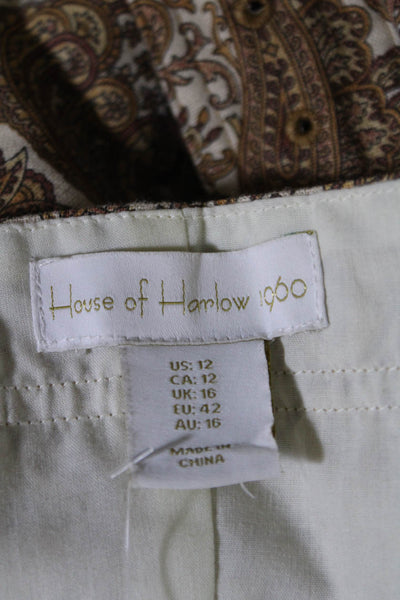 House of Harlow 1960
US: 12
CA: 12
UK: 16
EU: 42
AU: 16
MADE IN
CHINA